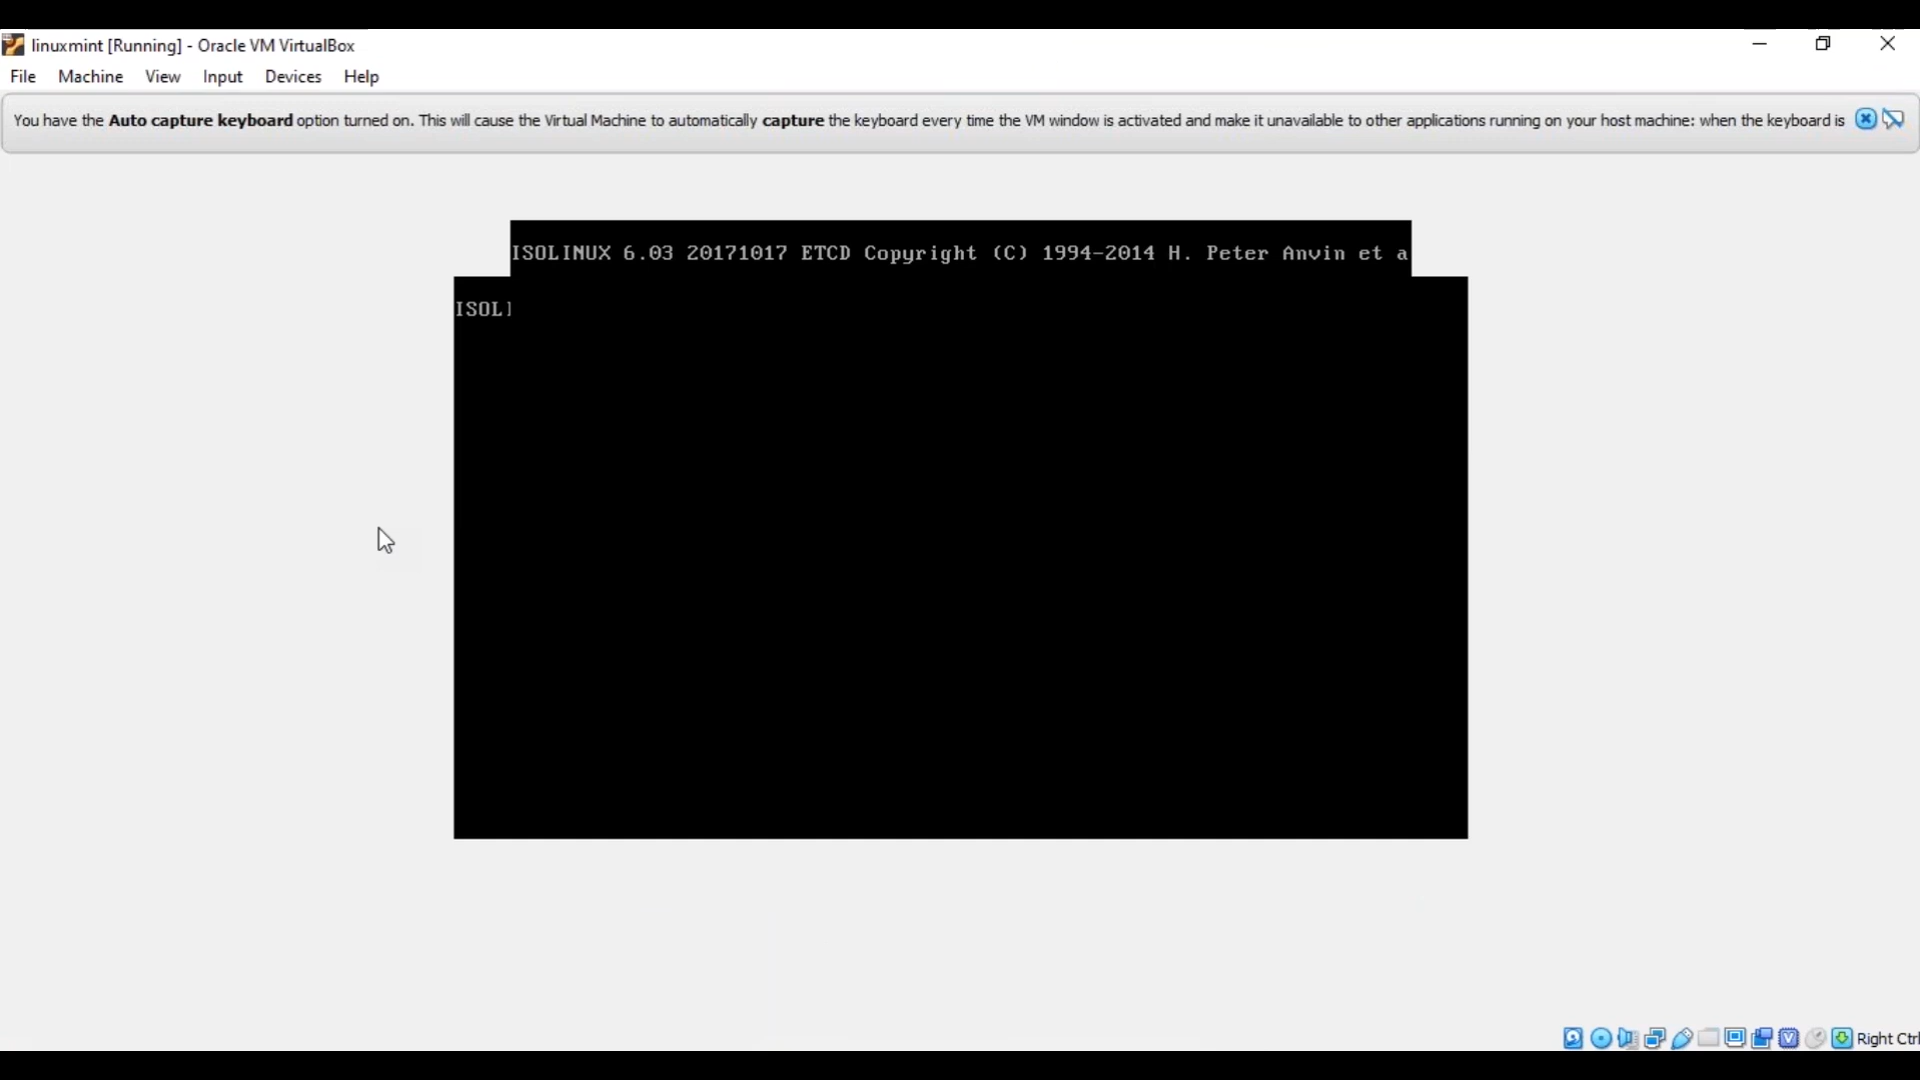 linuxmint [Running] - Oracle VM VirtualBox
File Machine View Input Devices Help
You have the Auto capture keyboard option turned on. This will cause the Virtual Machine to automatically capture the keyboard every time the VM window is activated and make it unavailable to other applications running on your host machine: when the keyboard is
ISOLINUX 6.03 20171017 ETCD Copyright (C) 1994-2014 H. Peter Anvin et a
ISOL
Right Ctrl